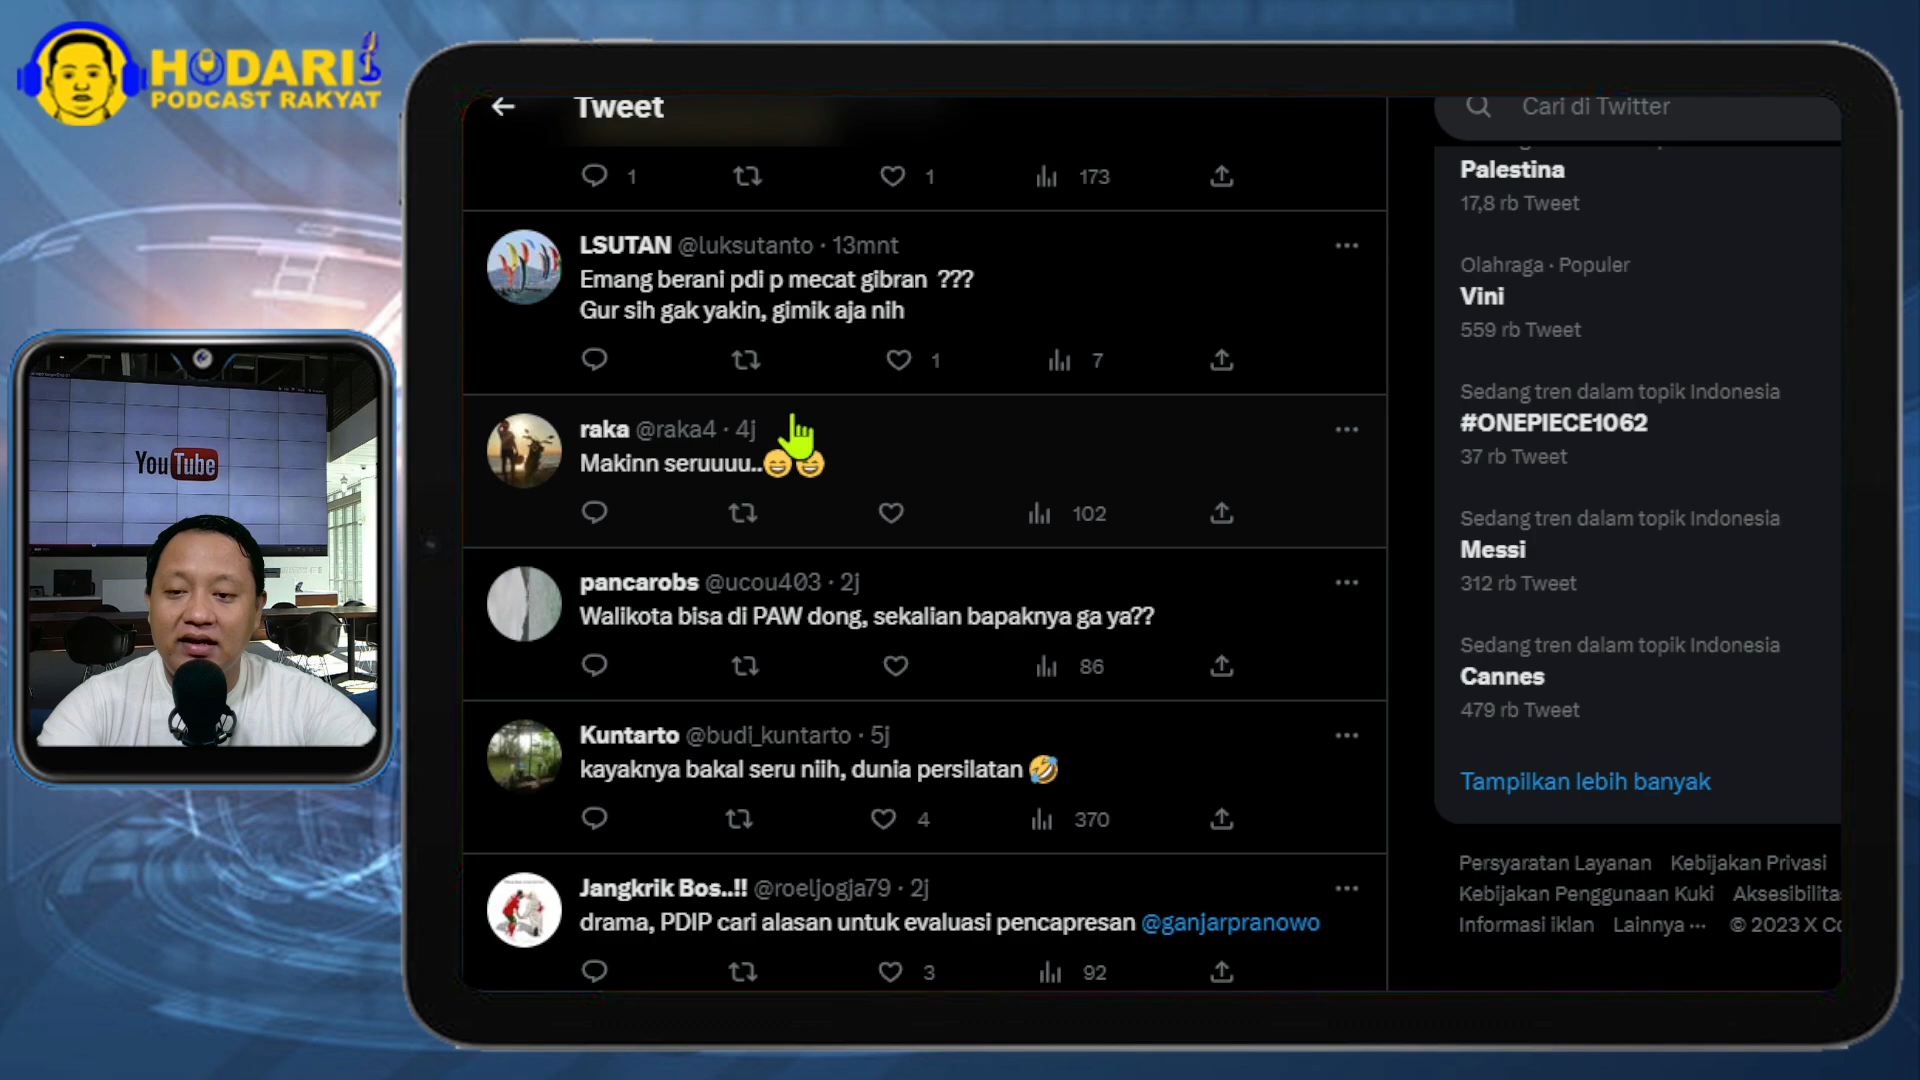 HODARI
PODCAST RAKYAT
YouTube
Tweet
1
1
173
LSUTAN @luksutanto · 13mnt
Emang berani pdi p mecat gibran ???
Gur sih gak yakin, gimik aja nih
1
7
raka @raka4 · 4j
Makinn seruuuu..😄😄
102
pancarobs @ucou403 · 2j
Walikota bisa di PAW dong, sekalian bapaknya ga ya??
86
Kuntarto @budi_kuntarto · 5j
kayaknya bakal seru niih, dunia persilatan 🤣
4
370
Jangkrik Bos..!! @roeljogja79 · 2j
drama, PDIP cari alasan untuk evaluasi pencapresan @ganjarpranowo
3
92
Cari di Twitter
Palestina
17,8 rb Tweet
Olahraga · Populer
Vini
559 rb Tweet
Sedang tren dalam topik Indonesia
#ONEPIECE1062
37 rb Tweet
Sedang tren dalam topik Indonesia
Messi
312 rb Tweet
Sedang tren dalam topik Indonesia
Cannes
479 rb Tweet
Tampilkan lebih banyak
Persyaratan Layanan Kebijakan Privasi
Kebijakan Penggunaan Kuki Aksesibilitas
Informasi iklan Lainnya ··· © 2023 X Co